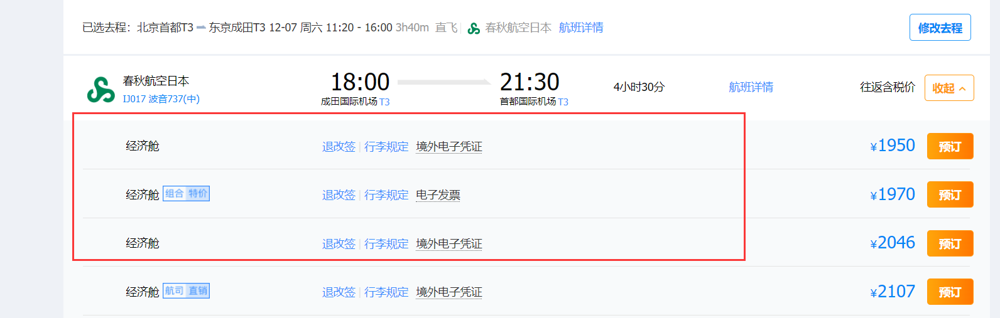 已选去程：北京首都T3 东京成田T3 12-07 周六 11:20 - 16:00 3h40m 直飞 春秋航空日本 航班详情 修改去程
春秋航空日本 18:00 21:30 4小时30分 航班详情 往返含税价 收起
IJ017 波音737(中) 成田国际机场 T3 首都国际机场 T3
经济舱 退改签 | 行李规定 境外电子凭证 ¥1950 预订
经济舱 组合 特价 退改签 | 行李规定 电子发票 ¥1970 预订
经济舱 退改签 | 行李规定 境外电子凭证 ¥2046 预订
经济舱 航司 直销 退改签 | 行李规定 境外电子凭证 ¥2107 预订